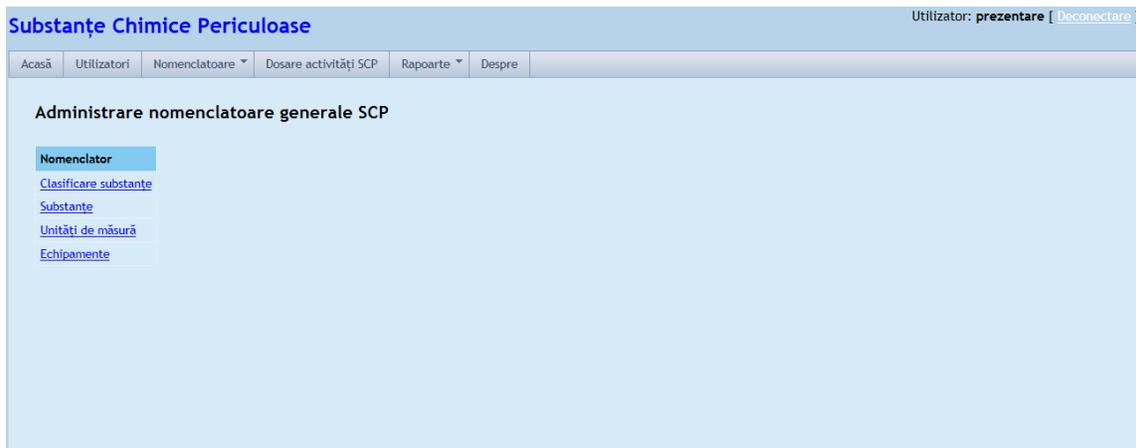 Substanțe Chimice Periculoase
Utilizator: prezentare [ Deconectare ]
Acasă Utilizatori Nomenclatoare Dosare activități SCP Rapoarte Despre
Administrare nomenclatoare generale SCP
Nomenclator
Clasificare substanțe
Substanțe
Unități de măsură
Echipamente